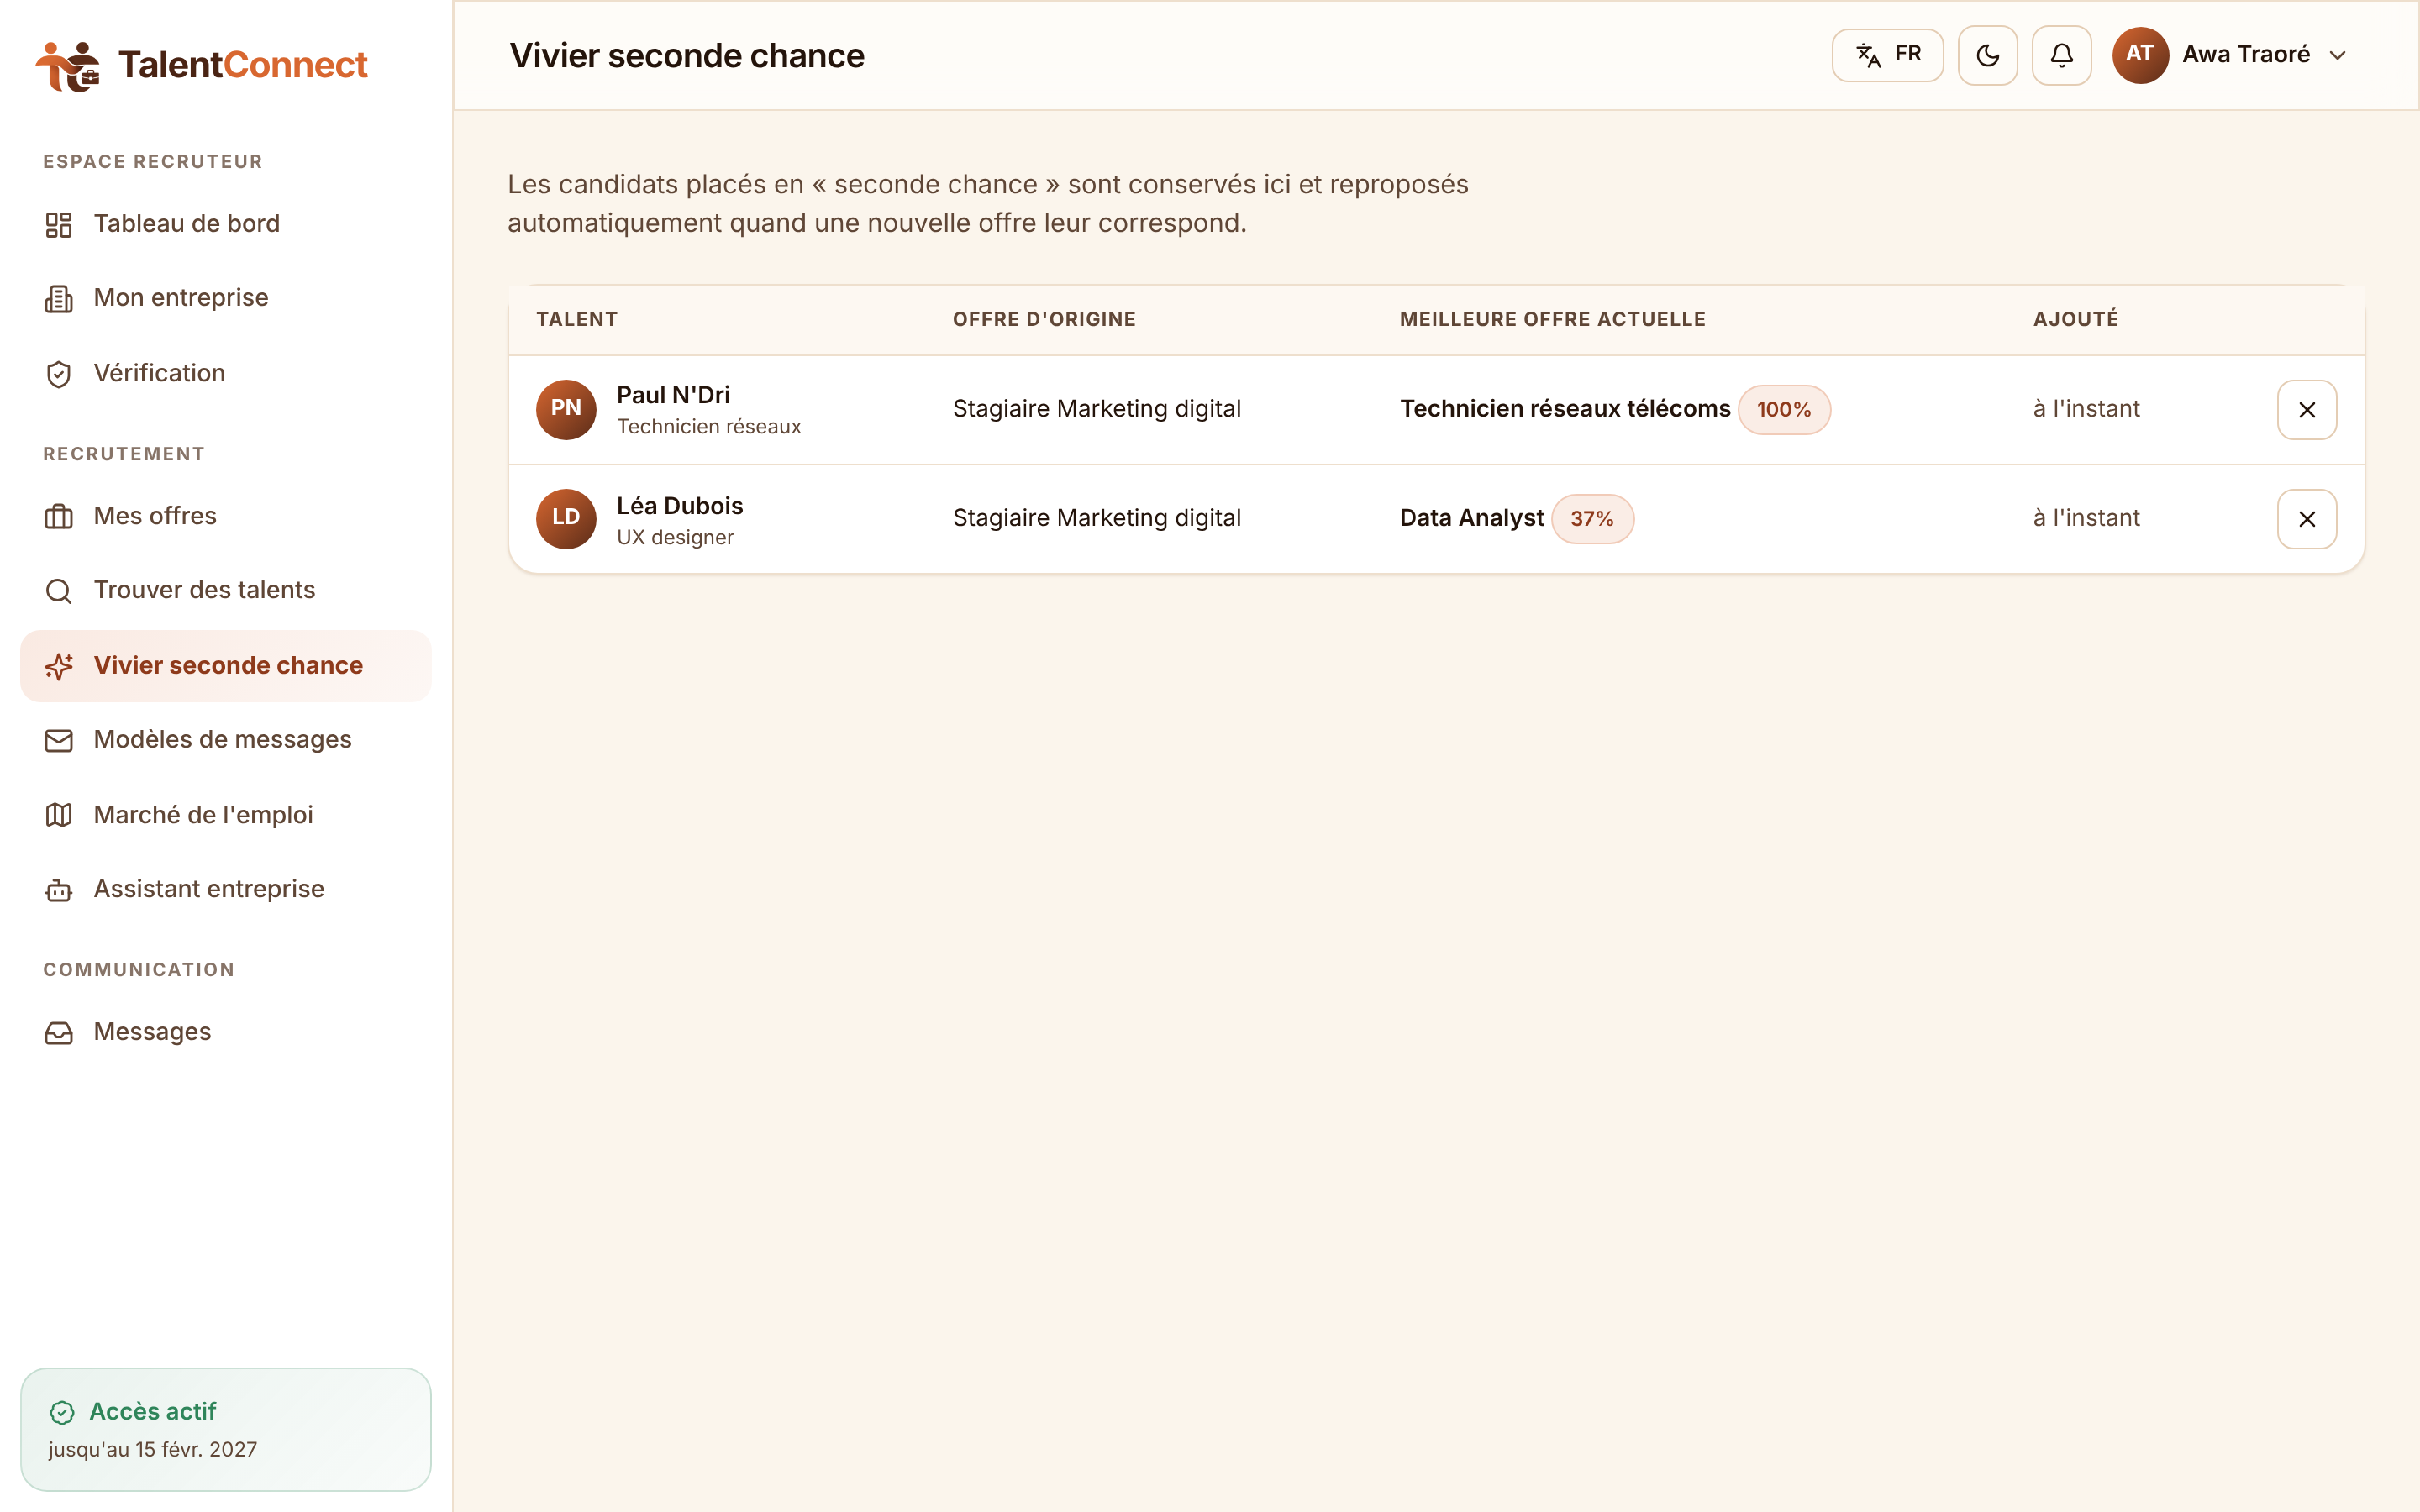 TalentConnect
ESPACE RECRUTEUR
Tableau de bord
Mon entreprise
Vérification
RECRUTEMENT
Mes offres
Trouver des talents
Vivier seconde chance
Modèles de messages
Marché de l'emploi
Assistant entreprise
COMMUNICATION
Messages
Accès actif
jusqu'au 15 févr. 2027
Vivier seconde chance
FR
AT Awa Traoré
Les candidats placés en « seconde chance » sont conservés ici et reproposés
automatiquement quand une nouvelle offre leur correspond.
TALENT OFFRE D'ORIGINE MEILLEURE OFFRE ACTUELLE AJOUTÉ
PN Paul N'Dri Stagiaire Marketing digital Technicien réseaux télécoms 100% à l'instant
Technicien réseaux
LD Léa Dubois Stagiaire Marketing digital Data Analyst 37% à l'instant
UX designer